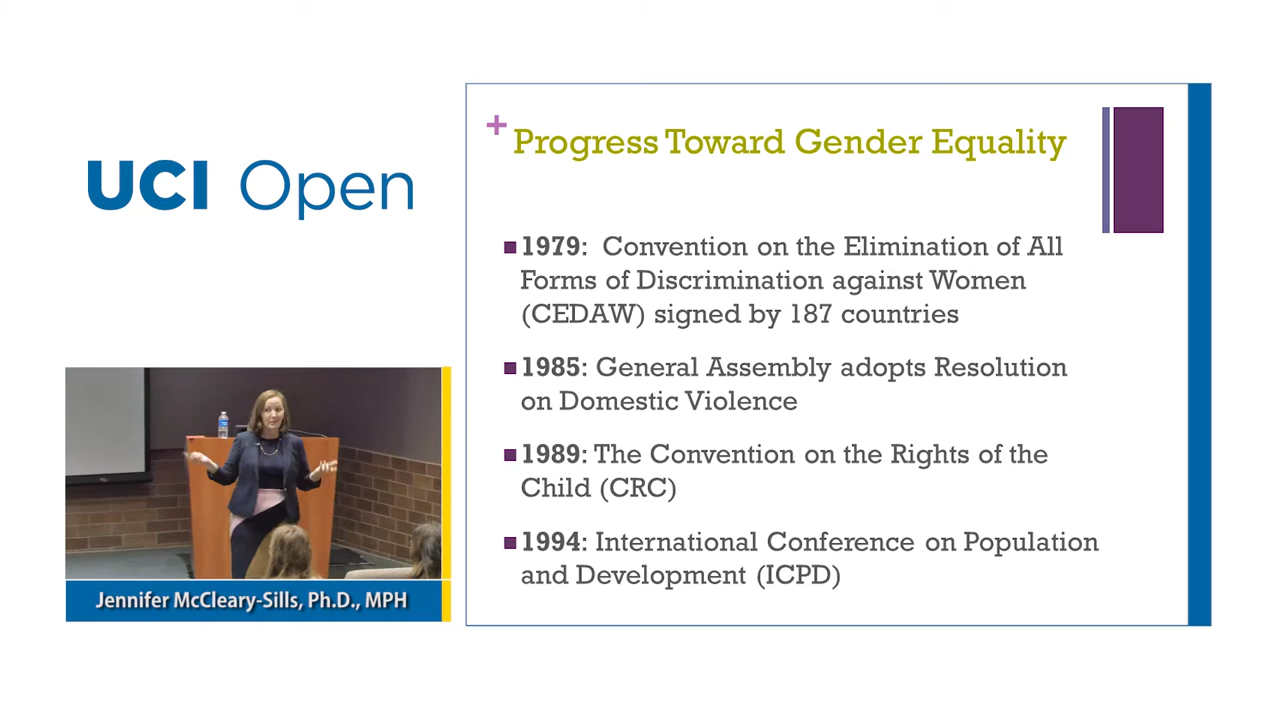 UCI Open
+ Progress Toward Gender Equality
■ 1979:  Convention on the Elimination of All
Forms of Discrimination against Women
(CEDAW) signed by 187 countries
■ 1985: General Assembly adopts Resolution
on Domestic Violence
■ 1989: The Convention on the Rights of the
Child (CRC)
■ 1994: International Conference on Population
and Development (ICPD)
Jennifer McCleary-Sills, Ph.D., MPH